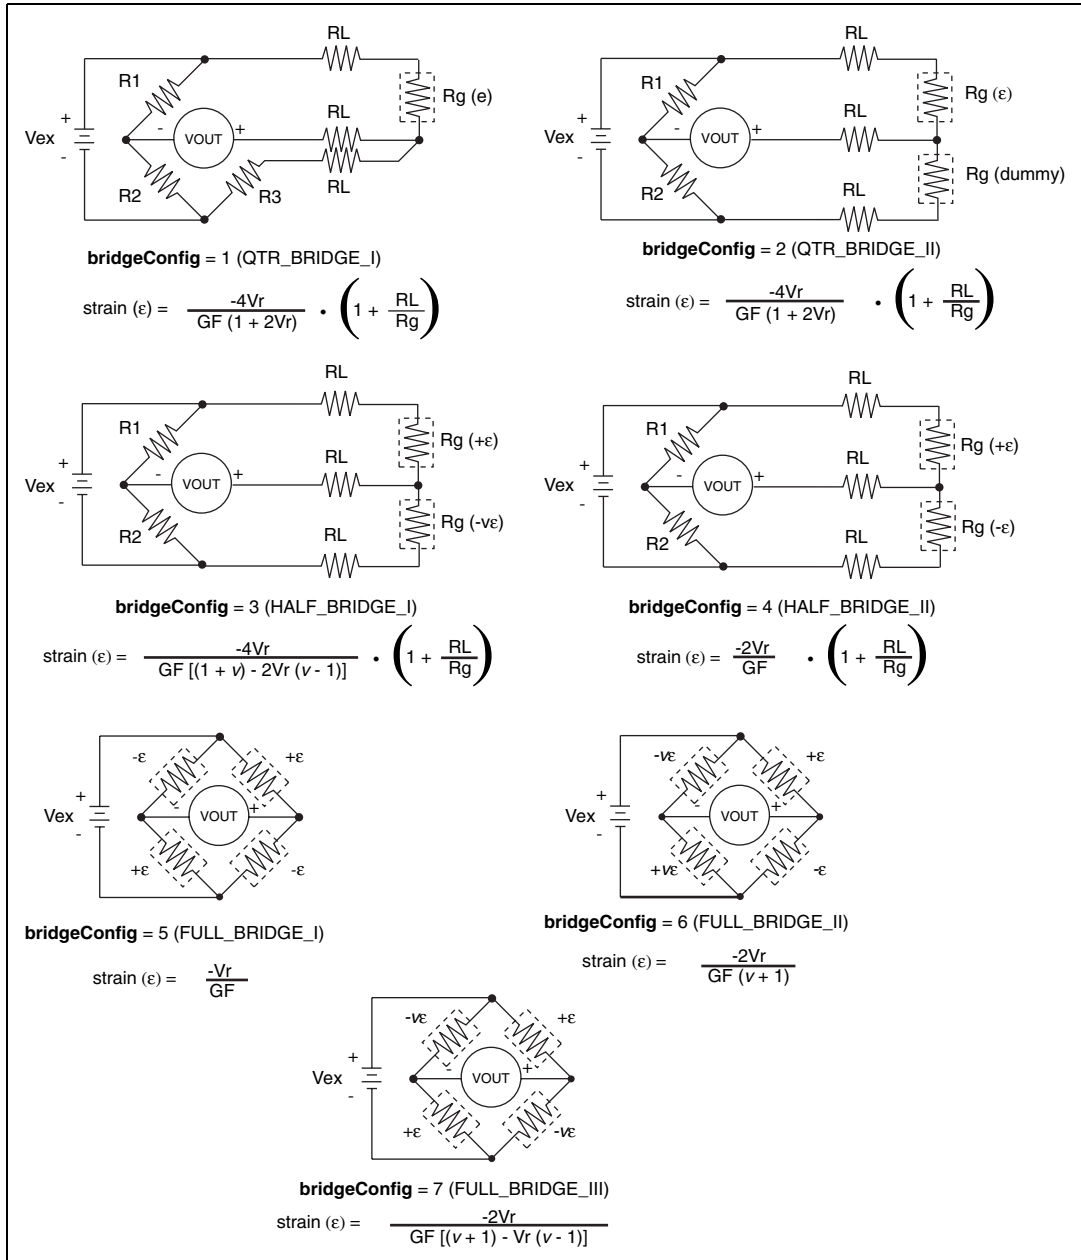 RL
R1
Rg (e)
RL
+
Vex
-
-
VOUT
+
R2
R3
RL
bridgeConfig = 1 (QTR_BRIDGE_I)
strain (ε) = -4Vr / GF (1 + 2Vr) • (1 + RL / Rg)
RL
R1
Rg (ε)
RL
+
Vex
-
-
VOUT
+
R2
Rg (dummy)
RL
bridgeConfig = 2 (QTR_BRIDGE_II)
strain (ε) = -4Vr / GF (1 + 2Vr) • (1 + RL / Rg)
RL
R1
Rg (+ε)
RL
+
Vex
-
-
VOUT
+
R2
Rg (-vε)
RL
bridgeConfig = 3 (HALF_BRIDGE_I)
strain (ε) = -4Vr / GF [(1 + v) - 2Vr (v - 1)] • (1 + RL / Rg)
RL
R1
Rg (+ε)
RL
+
Vex
-
-
VOUT
+
R2
Rg (-ε)
RL
bridgeConfig = 4 (HALF_BRIDGE_II)
strain (ε) = -2Vr / GF • (1 + RL / Rg)
-ε
+ε
+
Vex
-
-
VOUT
+
+ε
-ε
bridgeConfig = 5 (FULL_BRIDGE_I)
strain (ε) = -Vr / GF
-vε
+ε
+
Vex
-
-
VOUT
+
+vε
-ε
bridgeConfig = 6 (FULL_BRIDGE_II)
strain (ε) = -2Vr / GF (v + 1)
-vε
+ε
+
Vex
-
-
VOUT
+
+ε
-vε
bridgeConfig = 7 (FULL_BRIDGE_III)
strain (ε) = -2Vr / GF [(v + 1) - Vr (v - 1)]